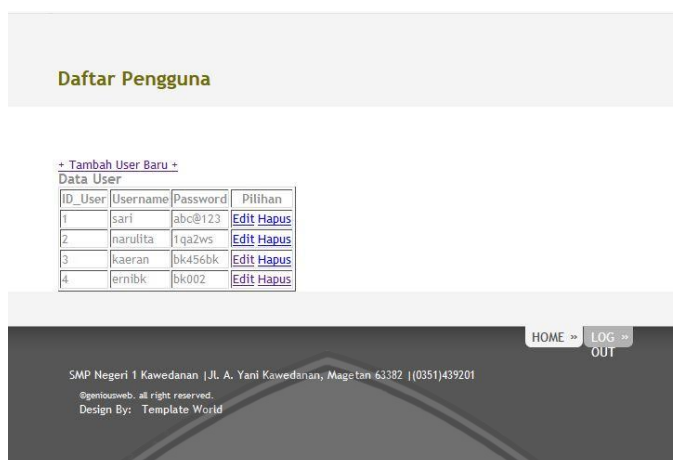 Daftar Pengguna
+ Tambah User Baru +
Data User
ID_User Username Password Pilihan
1 sari abc@123 Edit Hapus
2 narulita 1qa2ws Edit Hapus
3 kaeran bk456bk Edit Hapus
4 ernibk bk002 Edit Hapus
HOME » LOG »
OUT
SMP Negeri 1 Kawedanan |Jl. A. Yani Kawedanan, Magetan 63382 |(0351)439201
©geniousweb. all right reserved.
Design By: Template World